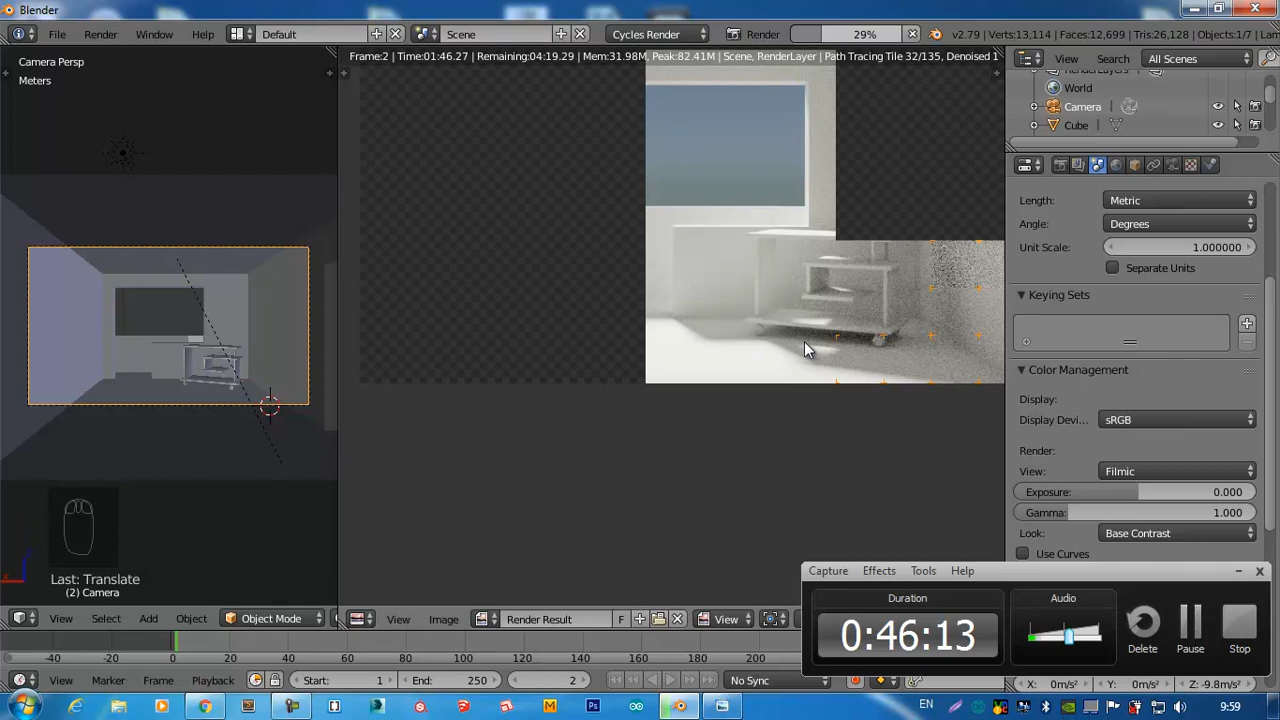 Blender
File Render Window Help Default Scene Cycles Render Render 29% v2.79 | Verts:13,114 | Faces:12,699 | Tris:26,128 | Objects:1/7 | La
Camera Persp
Meters
Frame:2 | Time:01:46.27 | Remaining:04:19.29 | Mem:31.98M, Peak:82.41M | Scene, RenderLayer | Path Tracing Tile 32/135, Denoised 1
View Search All Scenes
RenderLayers
World
Camera
Cube
Length: Metric
Angle: Degrees
Unit Scale: 1.000000
Separate Units
Keying Sets
Color Management
Display:
Display Devi... sRGB
Render:
View: Filmic
Exposure: 0.000
Gamma: 1.000
Look: Base Contrast
Use Curves
Last: Translate
(2) Camera
Capture Effects Tools Help
Duration Audio
0:46:13
Delete Pause Stop
View Select Add Object Object Mode
View Image Render Result F View
-40 -20 0 20 40 60 80 100 120 140 160 180 200
View Marker Frame Playback Start: 1 End: 250 2 No Sync
X: 0m/s² Y: 0m/s² Z: -9.8m/s²
EN 9:59